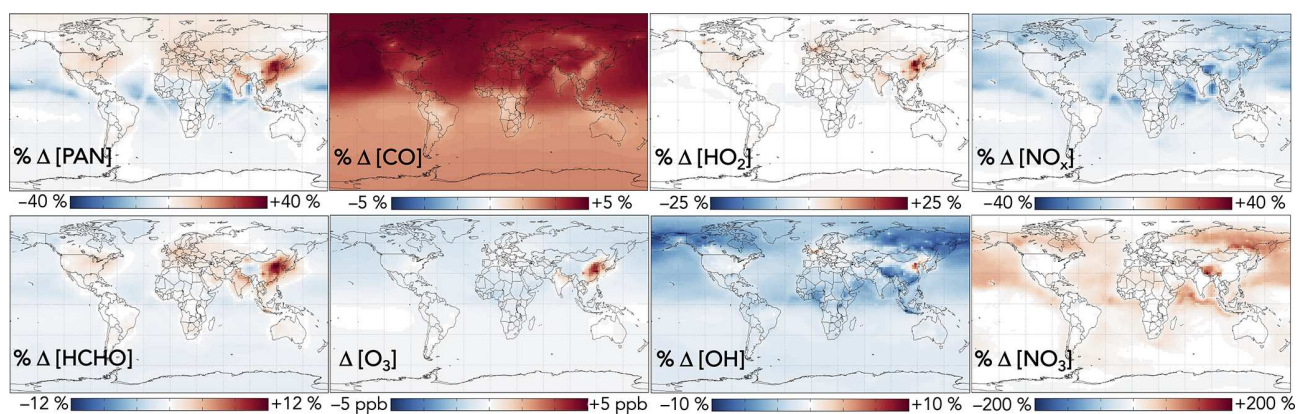 % Δ [PAN]
−40 % +40 %
% Δ [CO]
−5 % +5 %
% Δ [HO₂]
−25 % +25 %
% Δ [NOₓ]
−40 % +40 %
% Δ [HCHO]
−12 % +12 %
Δ [O₃]
−5 ppb +5 ppb
% Δ [OH]
−10 % +10 %
% Δ [NO₃]
−200 % +200 %